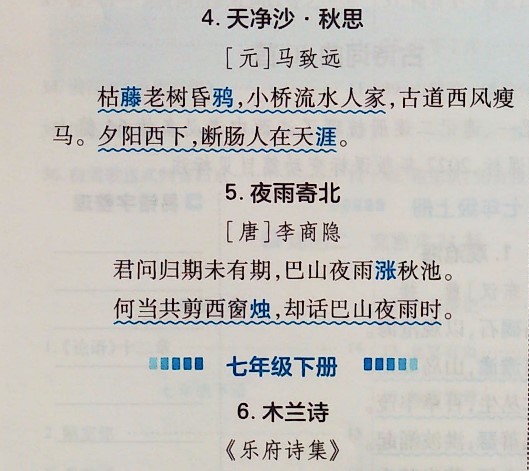 4. 天净沙·秋思
[元]马致远
枯藤老树昏鸦,小桥流水人家,古道西风瘦
马。夕阳西下,断肠人在天涯。
5. 夜雨寄北
[唐]李商隐
君问归期未有期,巴山夜雨涨秋池。
何当共剪西窗烛,却话巴山夜雨时。
七年级下册
6. 木兰诗
《乐府诗集》